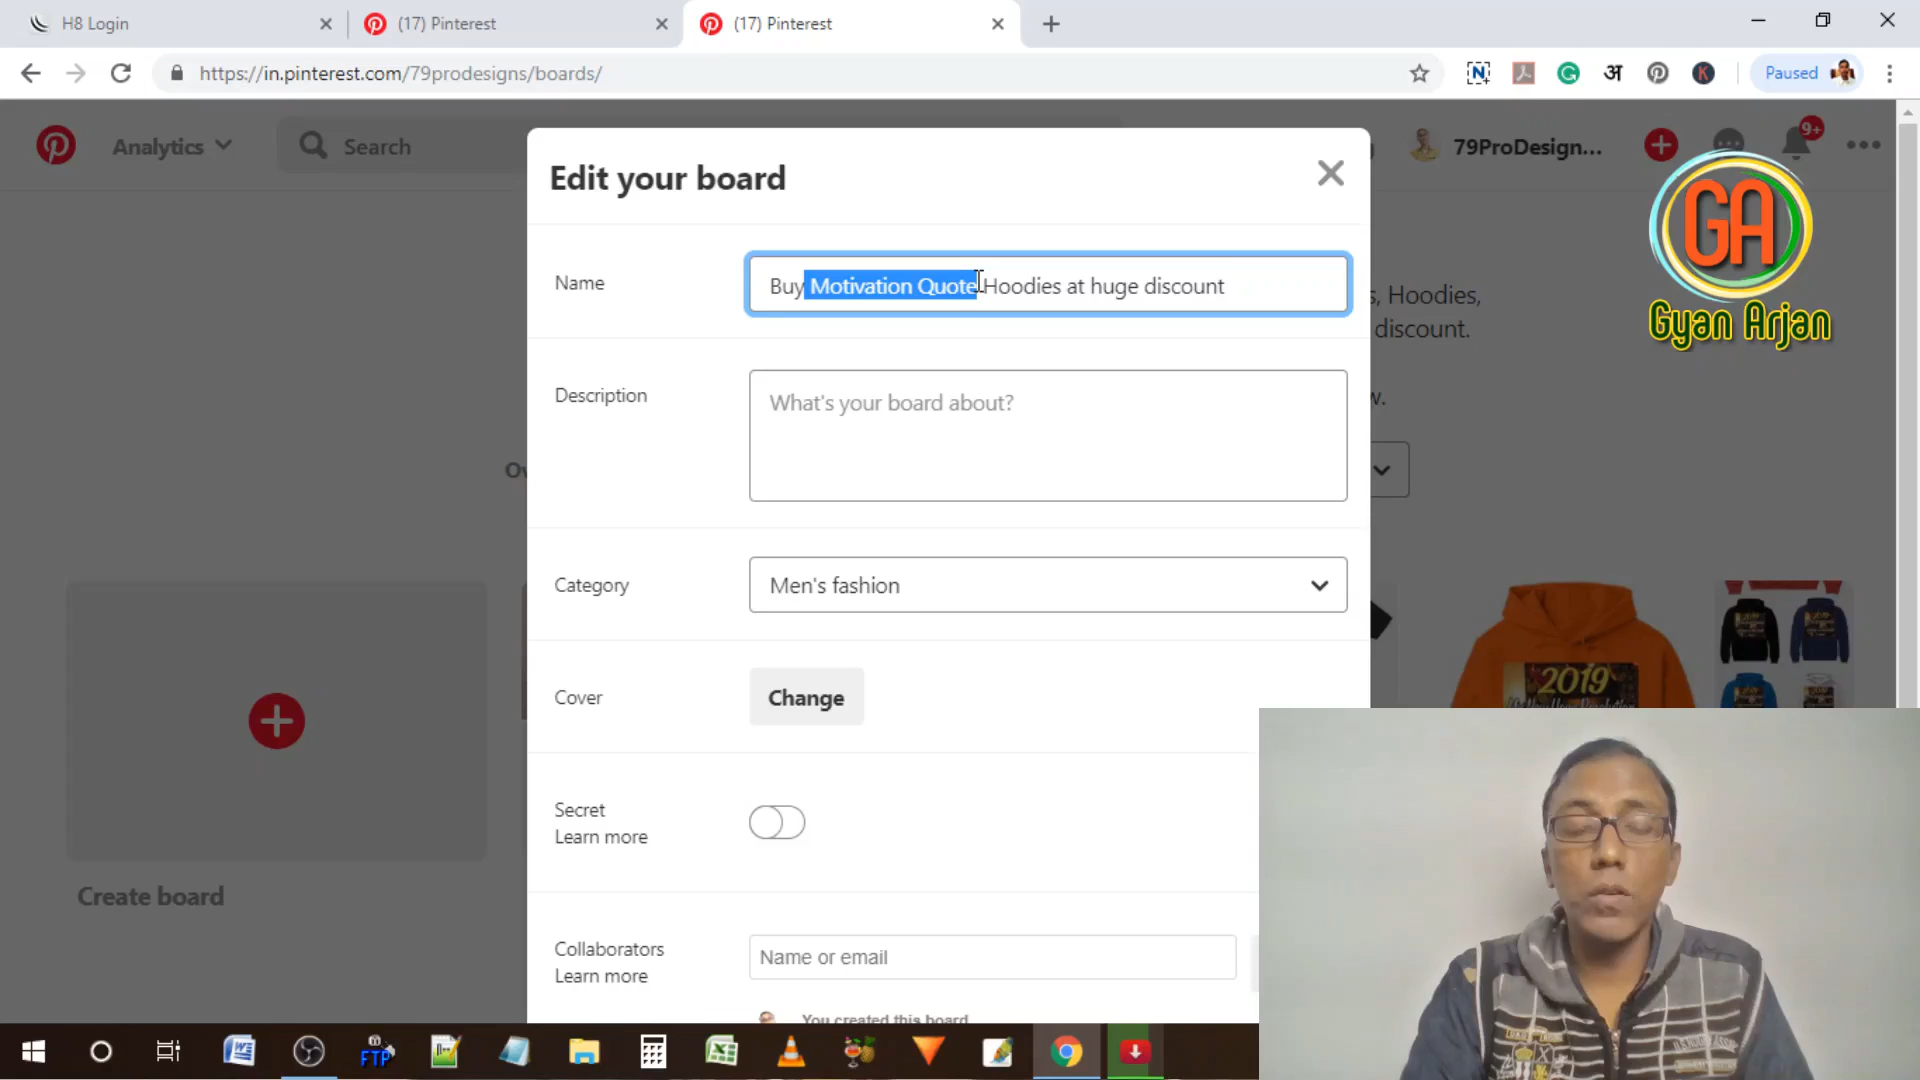 H8 Login
(17) Pinterest
(17) Pinterest
https://in.pinterest.com/79prodesigns/boards/
अ
Paused
Analytics
Search
79ProDesign...
9+
GA
Gyan Arjan
Edit your board
Name
Buy Motivation Quote Hoodies at huge discount
s, Hoodies,
discount.
Description
What's your board about?
w.
Category
Men's fashion
Cover
Change
2019
Secret
Learn more
Create board
Collaborators
Learn more
Name or email
You created this board
FTP